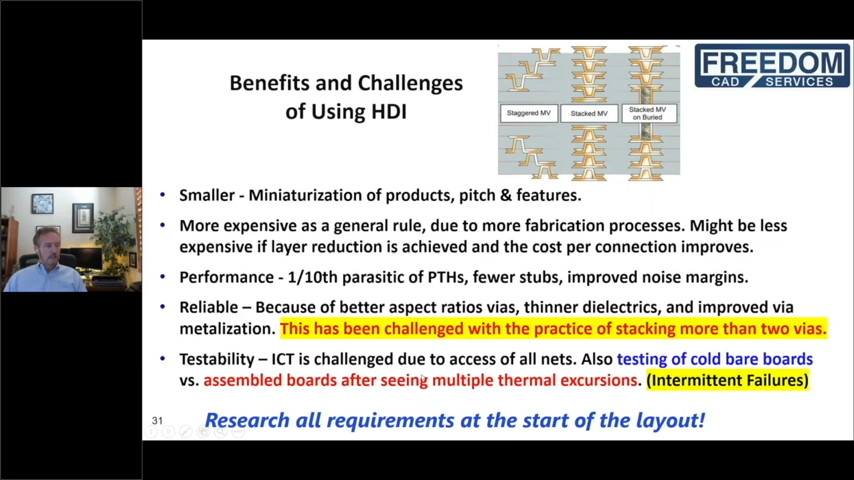 Benefits and Challenges
of Using HDI
Staggered MV
Stacked MV
Stacked MV
on Buried
FREEDOM
CAD SERVICES
• Smaller - Miniaturization of products, pitch & features.
• More expensive as a general rule, due to more fabrication processes. Might be less
expensive if layer reduction is achieved and the cost per connection improves.
• Performance - 1/10th parasitic of PTHs, fewer stubs, improved noise margins.
• Reliable – Because of better aspect ratios vias, thinner dielectrics, and improved via
metalization. This has been challenged with the practice of stacking more than two vias.
• Testability – ICT is challenged due to access of all nets. Also testing of cold bare boards
vs. assembled boards after seeing multiple thermal excursions. (Intermittent Failures)
31
Research all requirements at the start of the layout!